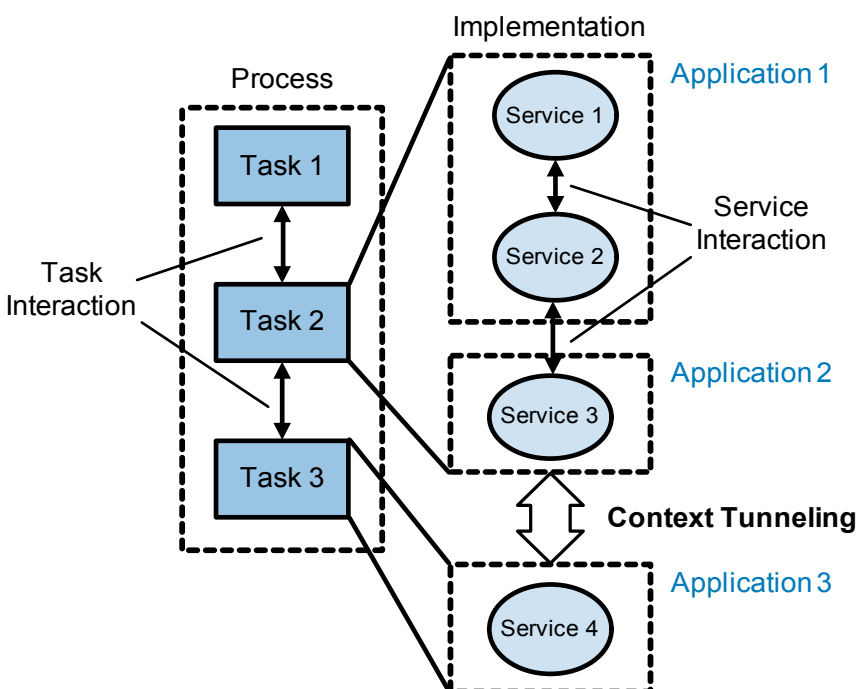 Implementation
Process
Application 1
Service 1
Task 1
Service
Interaction
Service 2
Task
Interaction
Task 2
Application 2
Service 3
Task 3
Context Tunneling
Application 3
Service 4